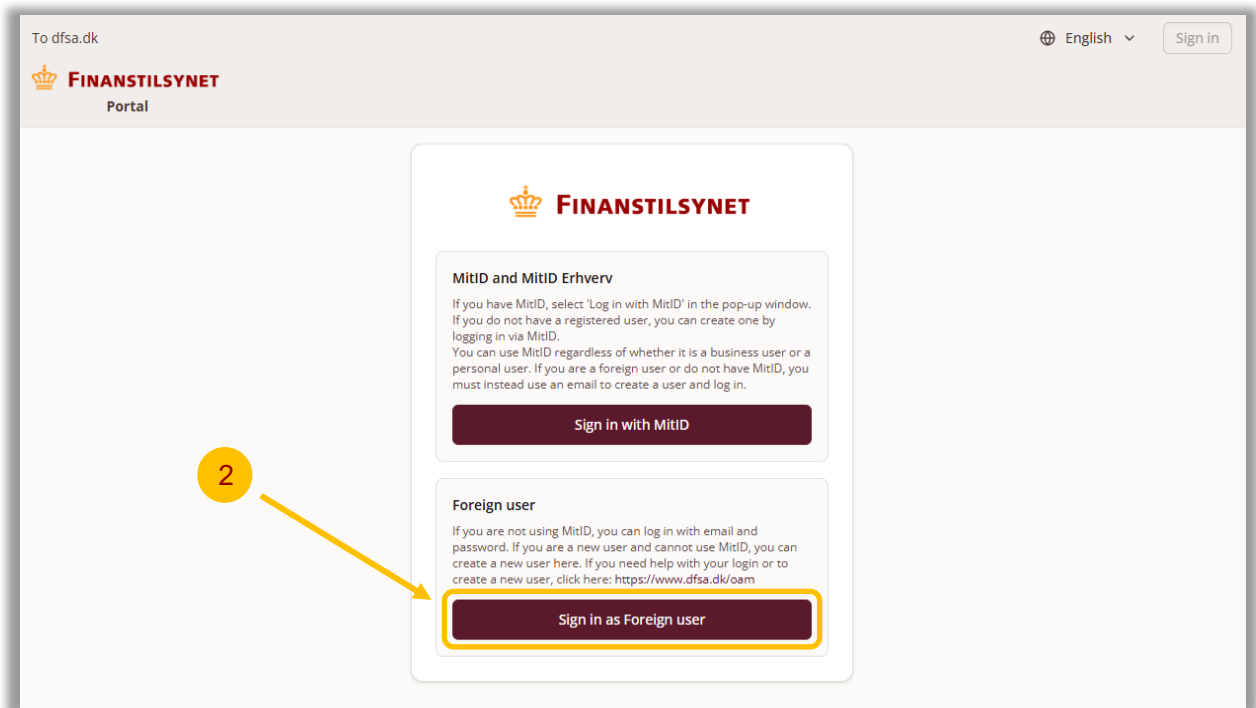 To dfsa.dk
English
Sign in
FINANSTILSYNET
Portal
FINANSTILSYNET
MitID and MitID Erhverv
If you have MitID, select 'Log in with MitID' in the pop-up window.
If you do not have a registered user, you can create one by
logging in via MitID.
You can use MitID regardless of whether it is a business user or a
personal user. If you are a foreign user or do not have MitID, you
must instead use an email to create a user and log in.
Sign in with MitID
2
Foreign user
If you are not using MitID, you can log in with email and
password. If you are a new user and cannot use MitID, you can
create a new user here. If you need help with your login or to
create a new user, click here: https://www.dfsa.dk/oam
Sign in as Foreign user